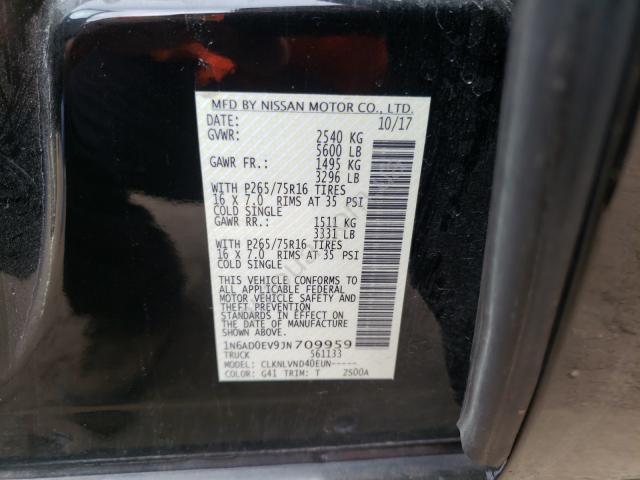 MFD BY NISSAN MOTOR CO., LTD.
DATE: 10/17
GVWR: 2540 KG
5600 LB
GAWR FR.: 1495 KG
3296 LB
WITH P265/75R16 TIRES
16 X 7.0 RIMS AT 35 PSI
COLD SINGLE
GAWR RR.: 1511 KG
3331 LB
WITH P265/75R16 TIRES
16 X 7.0 RIMS AT 35 PSI
COLD SINGLE
THIS VEHICLE CONFORMS TO
ALL APPLICABLE FEDERAL
MOTOR VEHICLE SAFETY AND
THEFT PREVENTION
STANDARDS IN EFFECT ON
THE DATE OF MANUFACTURE
SHOWN ABOVE.
1N6AD0EV9JN709959
TRUCK 561133
MODEL: CLKNLVND40EUN-----
COLOR: G41 TRIM: T 2500A